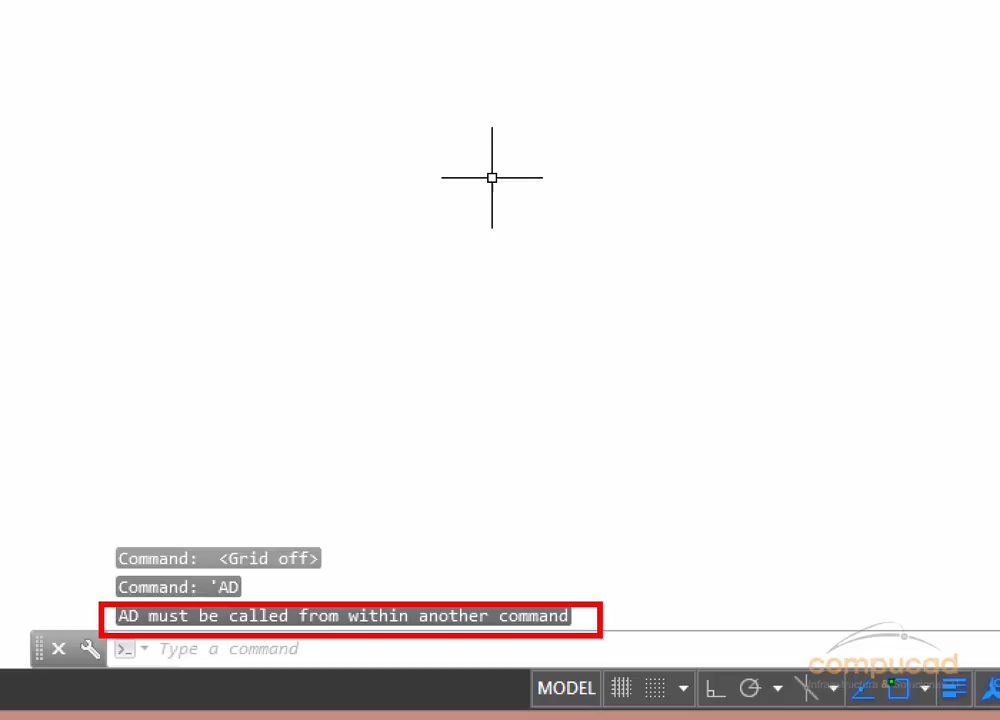 Command:  <Grid off>
Command: 'AD
AD must be called from within another command
Type a command
compucad
MODEL